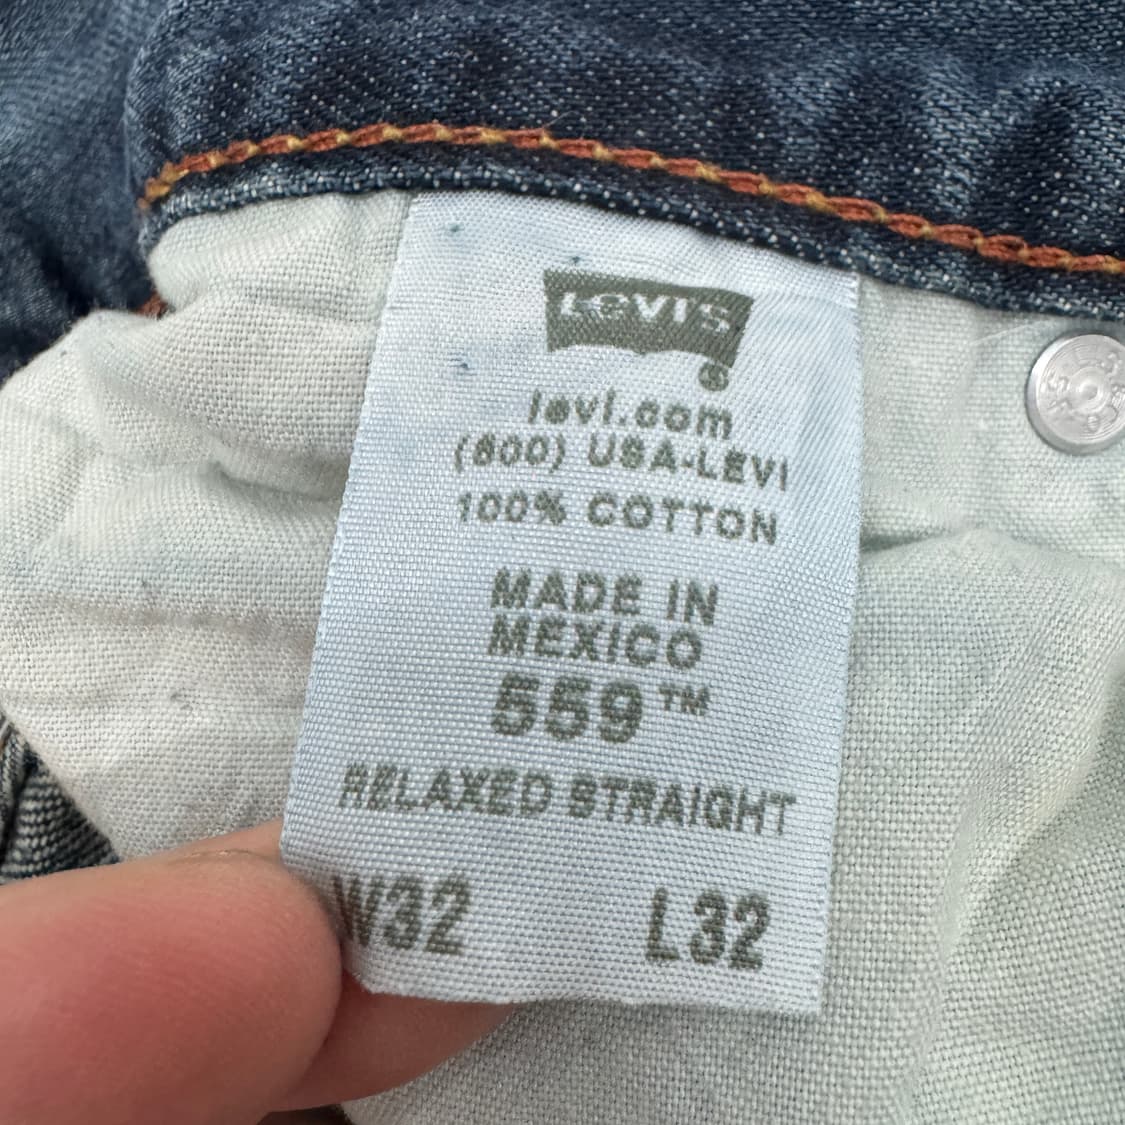 LEVI'S
®
levi.com
(800) USA-LEVI
100% COTTON
MADE IN
MEXICO
559™
RELAXED STRAIGHT
W32 L32